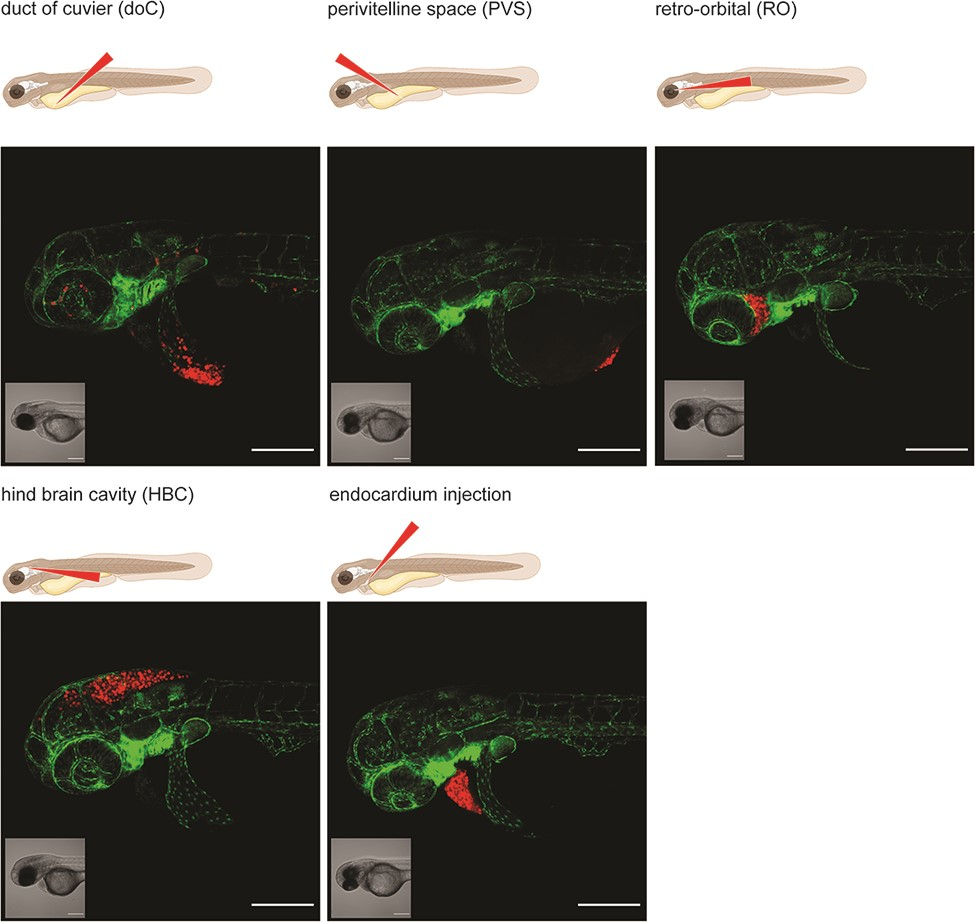 duct of cuvier (doC)
perivitelline space (PVS)
retro-orbital (RO)
hind brain cavity (HBC)
endocardium injection